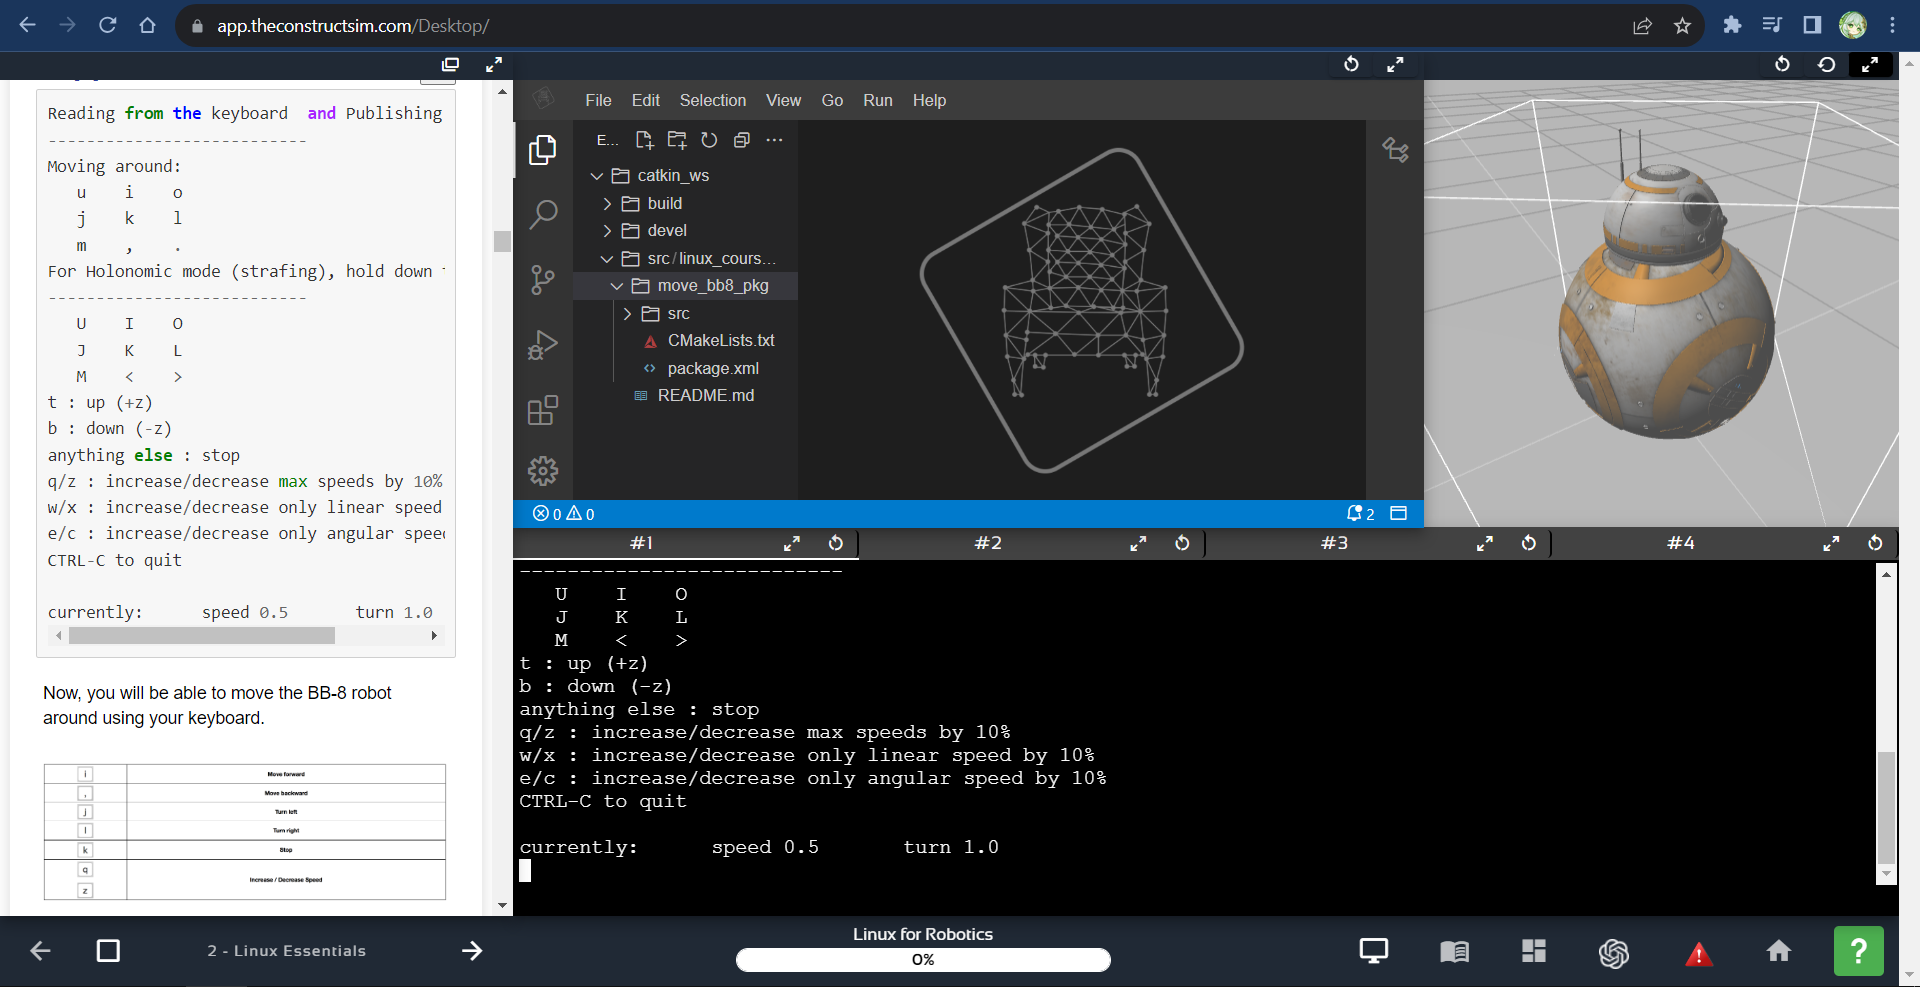 app.theconstructsim.com/Desktop/
Reading from the keyboard  and Publishing
---------------------------
Moving around:
u i o
j k l
m , .
For Holonomic mode (strafing), hold down
---------------------------
U I O
J K L
M < >
t : up (+z)
b : down (-z)
anything else : stop
q/z : increase/decrease max speeds by 10%
w/x : increase/decrease only linear speed
e/c : increase/decrease only angular speed
CTRL-C to quit
currently: speed 0.5 turn 1.0
Now, you will be able to move the BB-8 robot
around using your keyboard.
i Move forward
, Move backward
j Turn left
l Turn right
k Stop
q
z
Increase / Decrease Speed
File Edit Selection View Go Run Help
E...
catkin_ws
build
devel
src/linux_cours...
move_bb8_pkg
src
CMakeLists.txt
package.xml
README.md
0 0 2
#1 #2 #3 #4
---------------------------
U I O
J K L
M < >
t : up (+z)
b : down (-z)
anything else : stop
q/z : increase/decrease max speeds by 10%
w/x : increase/decrease only linear speed by 10%
e/c : increase/decrease only angular speed by 10%
CTRL-C to quit
currently: speed 0.5 turn 1.0
2 - Linux Essentials
Linux for Robotics
0%
?